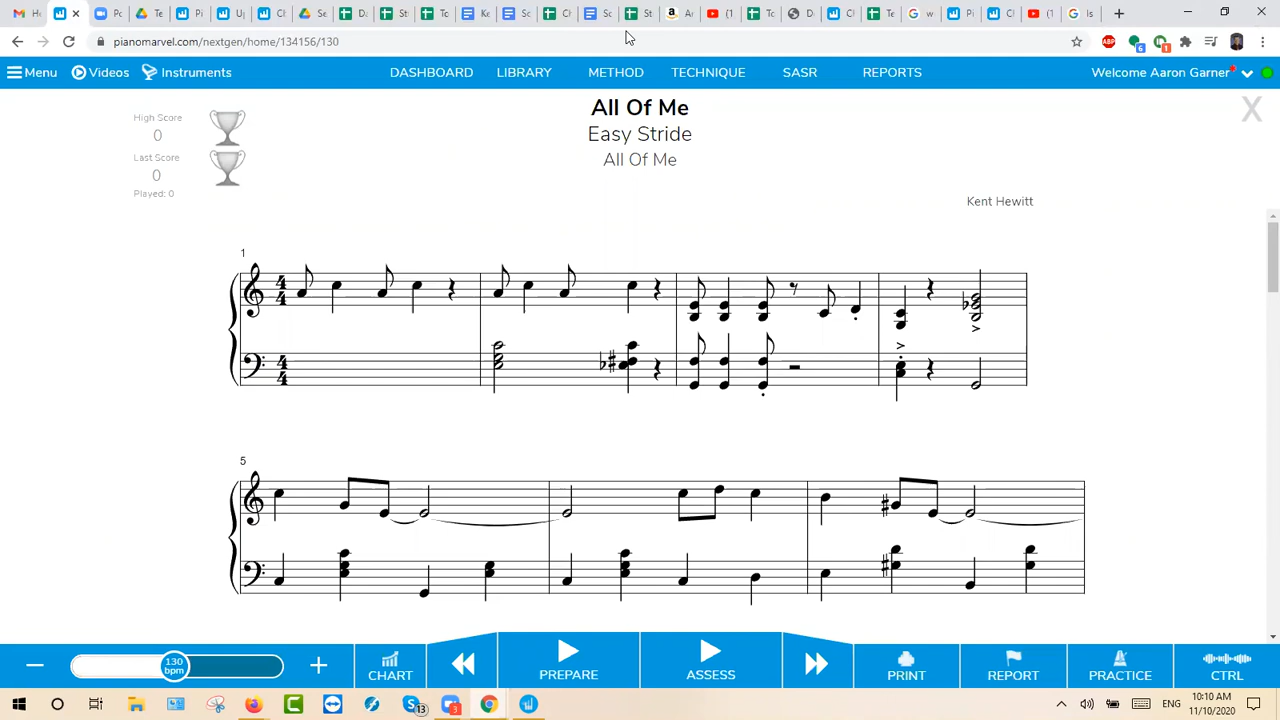 pianomarvel.com/nextgen/home/134156/130
Menu Videos Instruments DASHBOARD LIBRARY METHOD TECHNIQUE SASR REPORTS Welcome Aaron Garner*
All Of Me
Easy Stride
All Of Me
High Score
0
Last Score
0
Played: 0
X
Kent Hewitt
1
5
130 bpm
CHART PREPARE ASSESS PRINT REPORT PRACTICE CTRL
13 3 ENG 10:10 AM
11/10/2020